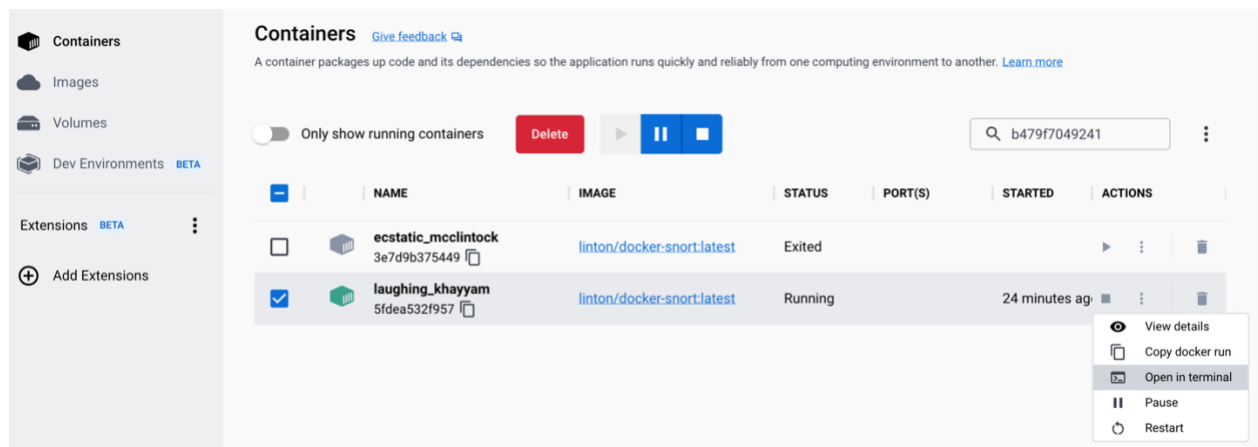 Containers
Images
Volumes
Dev Environments BETA
Extensions BETA
Add Extensions
Containers Give feedback
A container packages up code and its dependencies so the application runs quickly and reliably from one computing environment to another. Learn more
Only show running containers Delete b479f7049241
NAME IMAGE STATUS PORT(S) STARTED ACTIONS
ecstatic_mcclintock
3e7d9b375449 linton/docker-snort:latest Exited
laughing_khayyam
5fdea532f957 linton/docker-snort:latest Running 24 minutes ag
View details
Copy docker run
Open in terminal
Pause
Restart